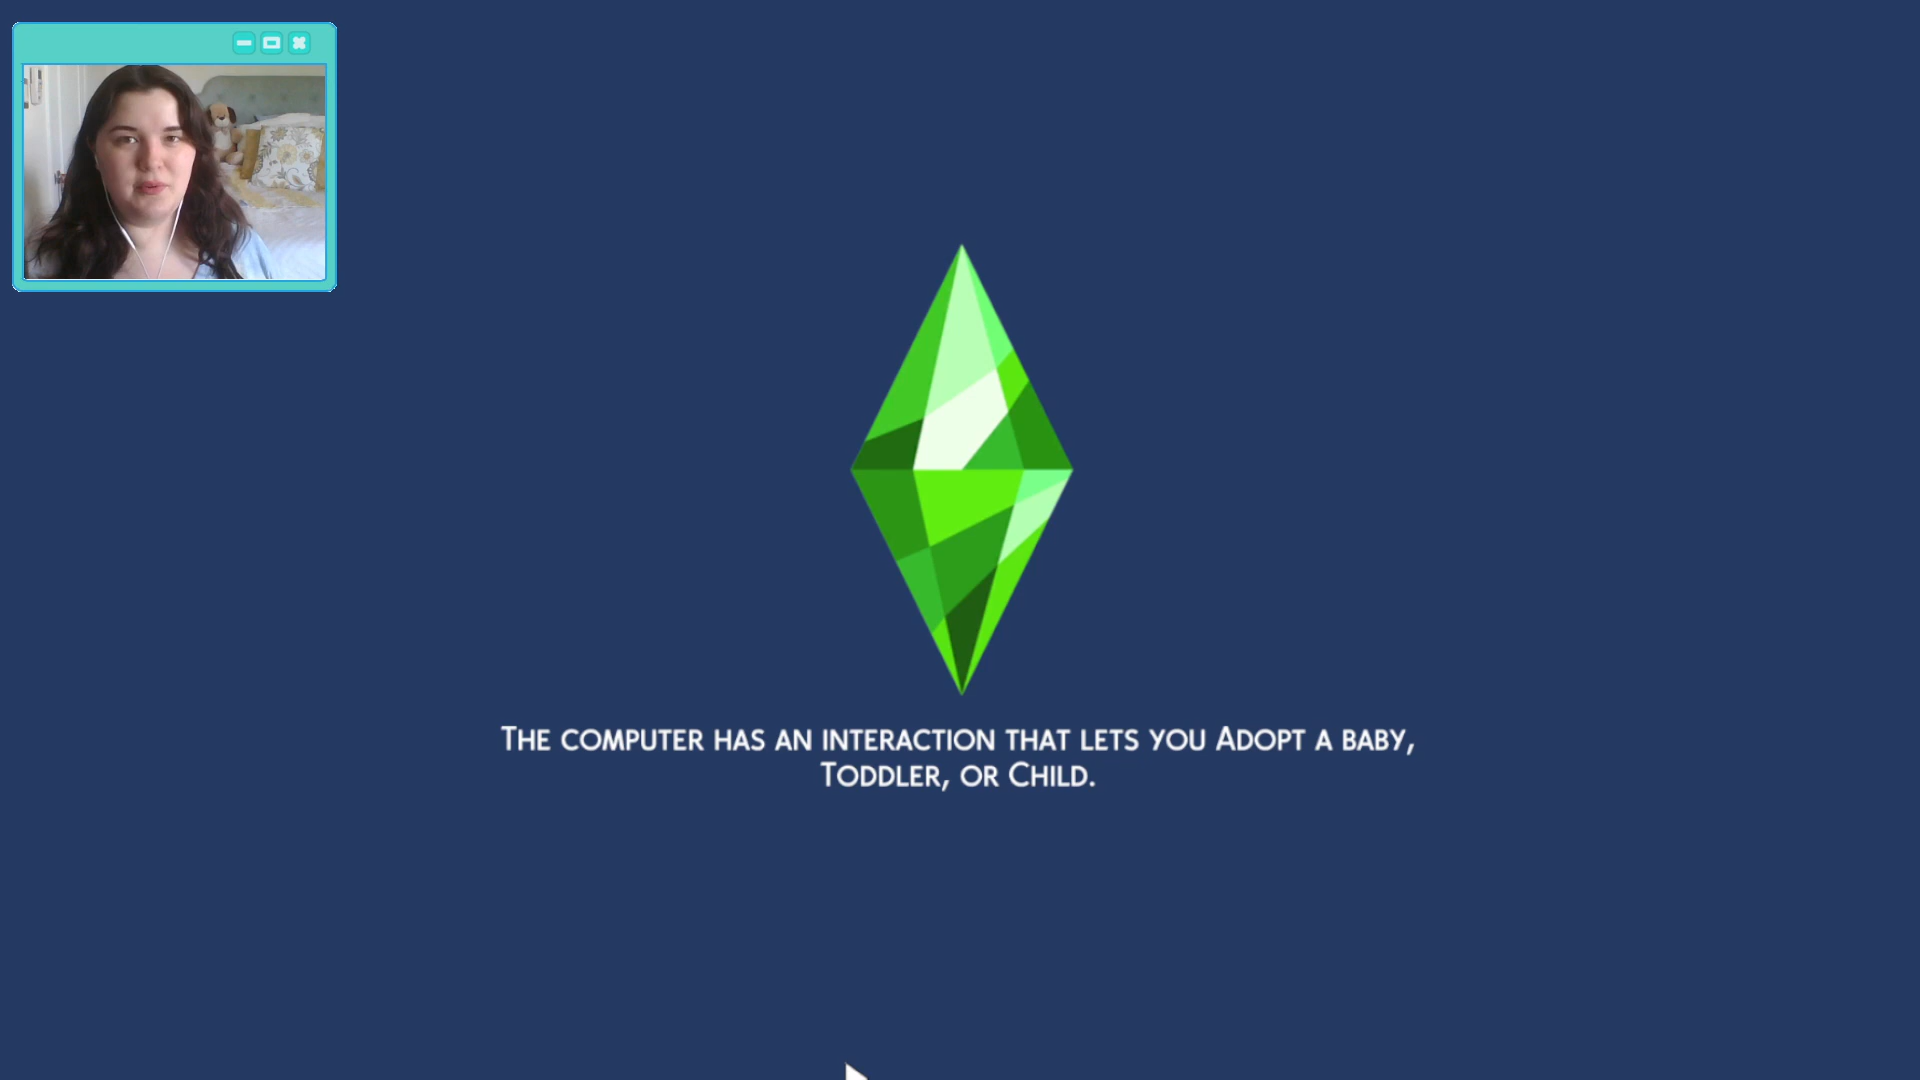 The computer has an interaction that lets you Adopt a baby,
Toddler, or Child.